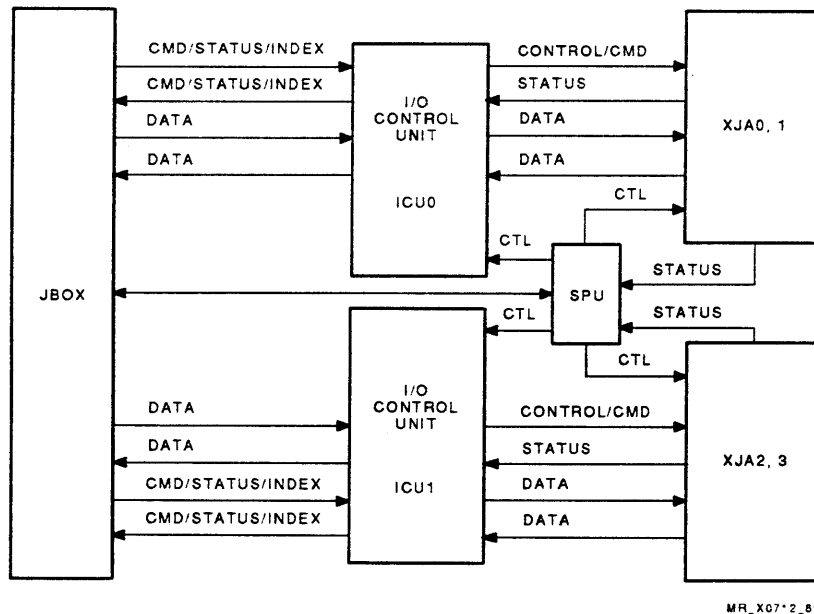 CMD/STATUS/INDEX
CMD/STATUS/INDEX
DATA
DATA
I/O
CONTROL
UNIT
ICU0
CONTROL/CMD
STATUS
DATA
DATA
XJA0, 1
CTL
CTL
STATUS
JBOX
SPU
CTL
STATUS
CTL
I/O
CONTROL
UNIT
ICU1
DATA
DATA
CMD/STATUS/INDEX
CMD/STATUS/INDEX
CONTROL/CMD
STATUS
DATA
DATA
XJA2, 3